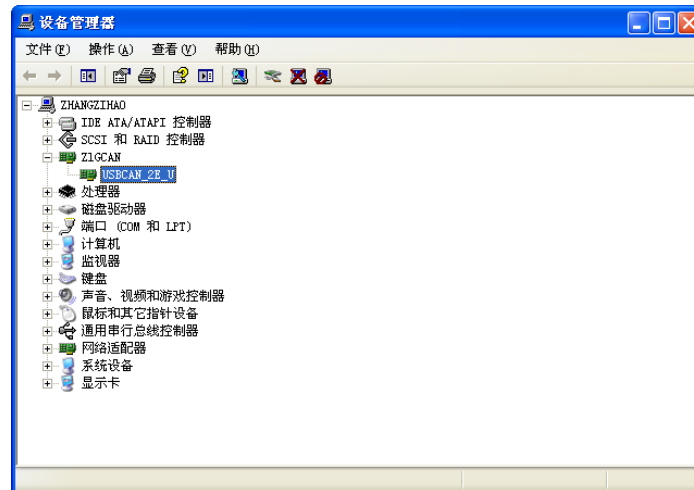 设备管理器
文件(F) 操作(A) 查看(V) 帮助(H)
ZHANGZIHAO
IDE ATA/ATAPI 控制器
SCSI 和 RAID 控制器
Z1GCAN
USBCAN_2E_U
处理器
磁盘驱动器
端口 (COM 和 LPT)
计算机
监视器
键盘
声音、视频和游戏控制器
鼠标和其它指针设备
通用串行总线控制器
网络适配器
系统设备
显示卡